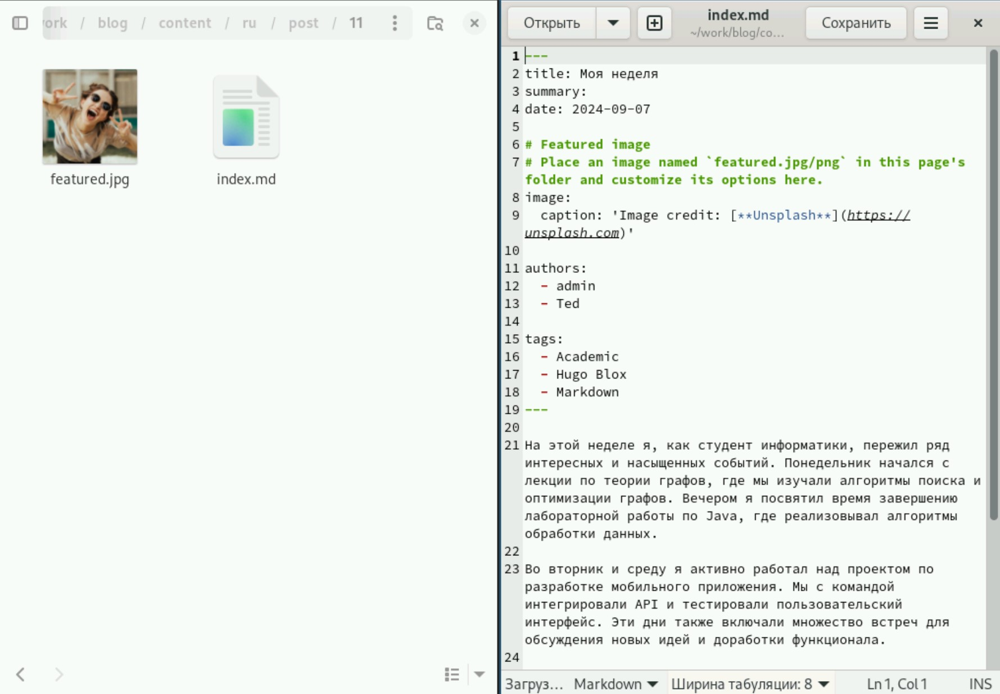 ork / blog / content / ru / post / 11
featured.jpg
index.md
Открыть
index.md
~/work/blog/co...
Сохранить
1 ---
2 title: Моя неделя
3 summary:
4 date: 2024-09-07
5
6 # Featured image
7 # Place an image named `featured.jpg/png` in this page's
folder and customize its options here.
8 image:
9 caption: 'Image credit: [**Unsplash**](https://
unsplash.com)'
10
11 authors:
12 - admin
13 - Ted
14
15 tags:
16 - Academic
17 - Hugo Blox
18 - Markdown
19 ---
20
21 На этой неделе я, как студент информатики, пережил ряд
интересных и насыщенных событий. Понедельник начался с
лекции по теории графов, где мы изучали алгоритмы поиска и
оптимизации графов. Вечером я посвятил время завершению
лабораторной работы по Java, где реализовывал алгоритмы
обработки данных.
22
23 Во вторник и среду я активно работал над проектом по
разработке мобильного приложения. Мы с командой
интегрировали API и тестировали пользовательский
интерфейс. Эти дни также включали множество встреч для
обсуждения новых идей и доработки функционала.
24
Загруз... Markdown Ширина табуляции: 8 Ln 1, Col 1 INS